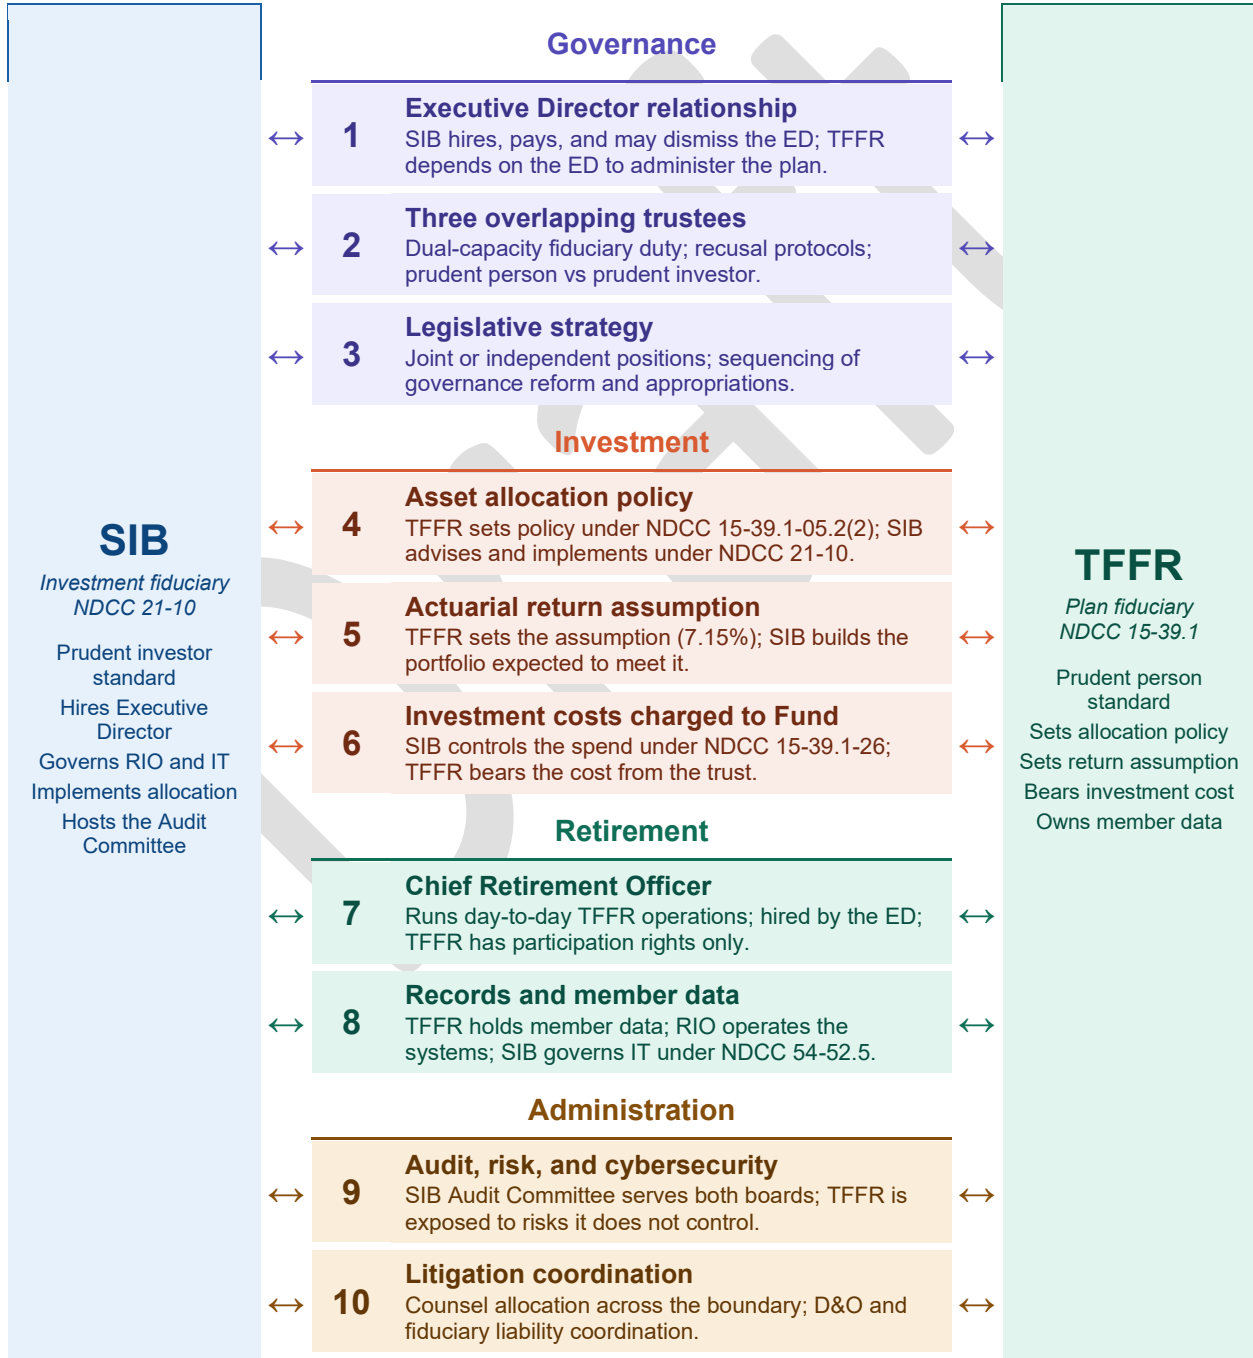 Governance
1
Executive Director relationship
SIB hires, pays, and may dismiss the ED; TFFR
depends on the ED to administer the plan.
2
Three overlapping trustees
Dual-capacity fiduciary duty; recusal protocols;
prudent person vs prudent investor.
3
Legislative strategy
Joint or independent positions; sequencing of
governance reform and appropriations.
Investment
4
Asset allocation policy
TFFR sets policy under NDCC 15-39.1-05.2(2); SIB
advises and implements under NDCC 21-10.
5
Actuarial return assumption
TFFR sets the assumption (7.15%); SIB builds the
portfolio expected to meet it.
6
Investment costs charged to Fund
SIB controls the spend under NDCC 15-39.1-26;
TFFR bears the cost from the trust.
Retirement
7
Chief Retirement Officer
Runs day-to-day TFFR operations; hired by the ED;
TFFR has participation rights only.
8
Records and member data
TFFR holds member data; RIO operates the
systems; SIB governs IT under NDCC 54-52.5.
Administration
9
Audit, risk, and cybersecurity
SIB Audit Committee serves both boards; TFFR is
exposed to risks it does not control.
10
Litigation coordination
Counsel allocation across the boundary; D&O and
fiduciary liability coordination.
SIB
Investment fiduciary
NDCC 21-10
Prudent investor
standard
Hires Executive
Director
Governs RIO and IT
Implements allocation
Hosts the Audit
Committee
TFFR
Plan fiduciary
NDCC 15-39.1
Prudent person
standard
Sets allocation policy
Sets return assumption
Bears investment cost
Owns member data